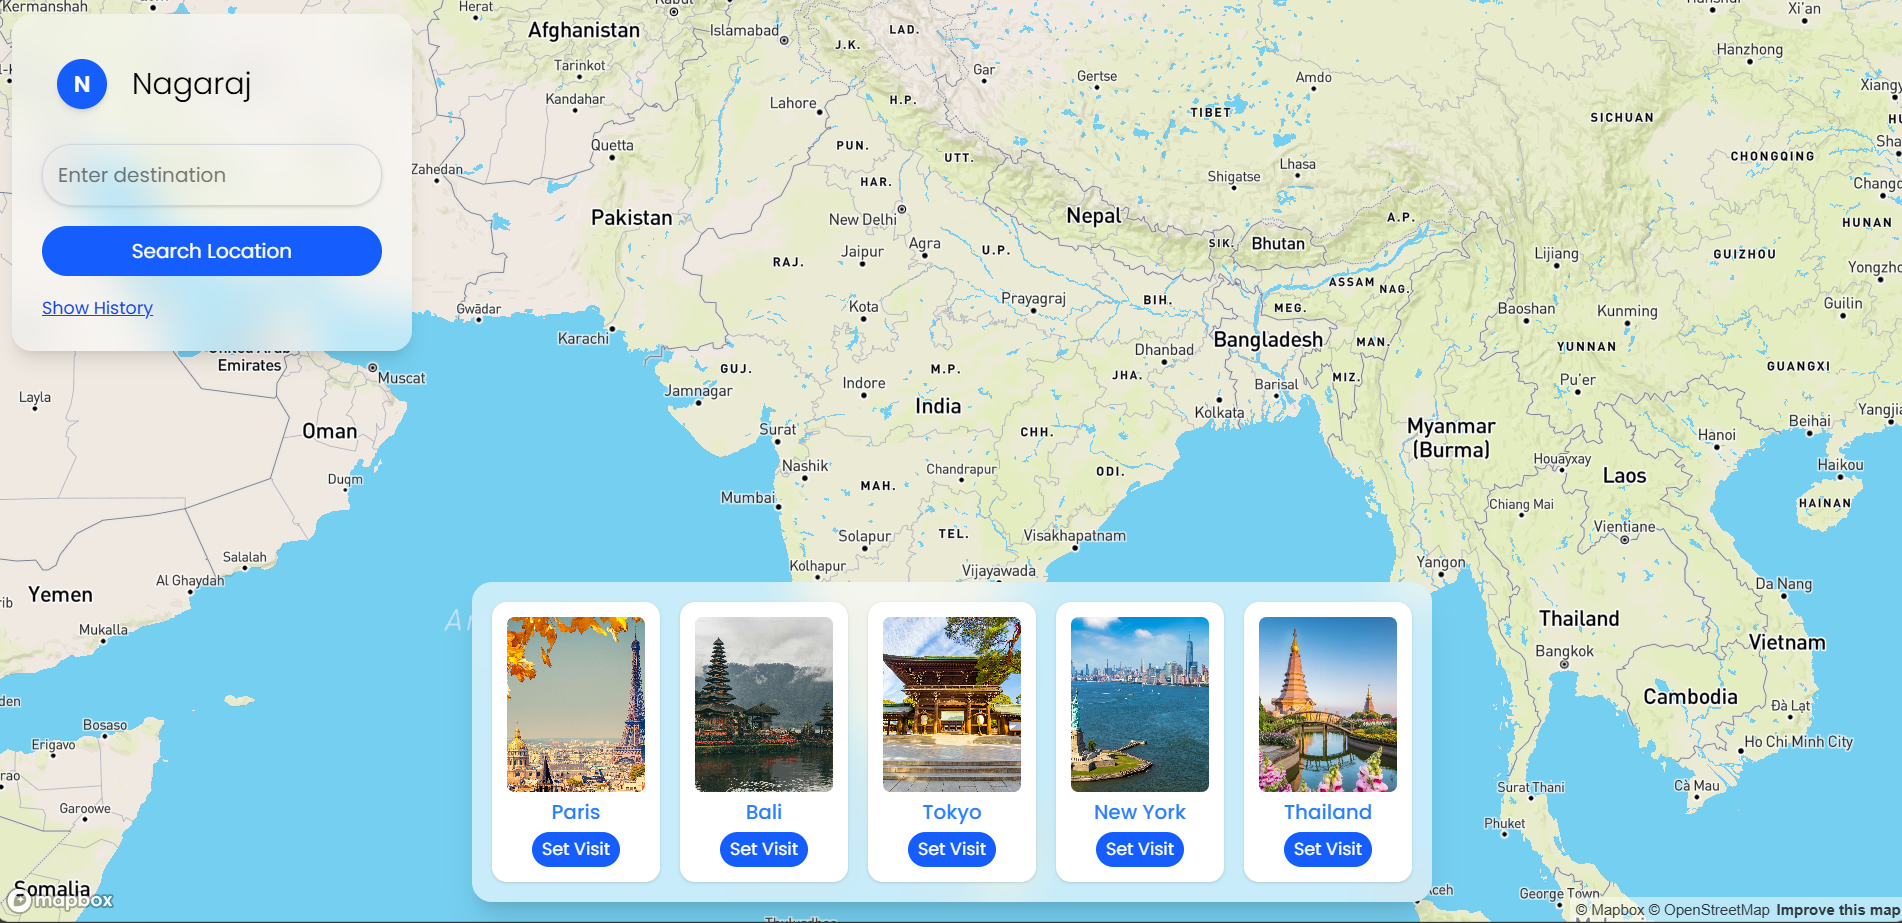 N
Nagaraj
Enter destination
Search Location
Show History
Kermanshah
Herat
Afghanistan
Islamabad
Kandahar
Tarinkot
Lahore
J.K.
LAD.
H.P.
Gar
Gertse
Amdo
TIBET
Xi'an
Hanzhong
Xiangy
SICHUAN
CHONGQING
Zahedan
Quetta
PUN.
UTT.
HAR.
Pakistan
New Delhi
Nepal
Shigatse
Lhasa
A.P.
SIK.
Bhutan
HUNAN
Lijiang
GUIZHOU
RAJ.
Jaipur
Agra
U.P.
ASSAM
NAG.
Gwādar
Karachi
Kota
Prayagraj
BIH.
MEG.
Baoshan
Kunming
Guilin
Emirates
Muscat
GUJ.
M.P.
Dhanbad
Bangladesh
MAN.
YUNNAN
GUANGXI
Layla
Jamnagar
Indore
India
JHA.
Barisal
Kolkata
MIZ.
Pu'er
Beihai
Oman
Surat
CHH.
Myanmar
(Burma)
Hanoi
Duqm
Nashik
Chandrapur
ODI.
Houayxay
Laos
Haikou
Mumbai
MAH.
Chiang Mai
HAINAN
Salalah
Solapur
TEL.
Visakhapatnam
Vientiane
Yemen
Al Ghaydah
Kolhapur
Vijayawada
Yangon
Da Nang
Mukalla
Thailand
Vietnam
Bangkok
Cambodia
Bosaso
Erigavo
Đà Lạt
Ho Chi Minh City
Garoowe
Surat Thani
Cà Mau
Phuket
Somalia
George Town
Paris
Set Visit
Bali
Set Visit
Tokyo
Set Visit
New York
Set Visit
Thailand
Set Visit
mapbox
© Mapbox © OpenStreetMap Improve this map